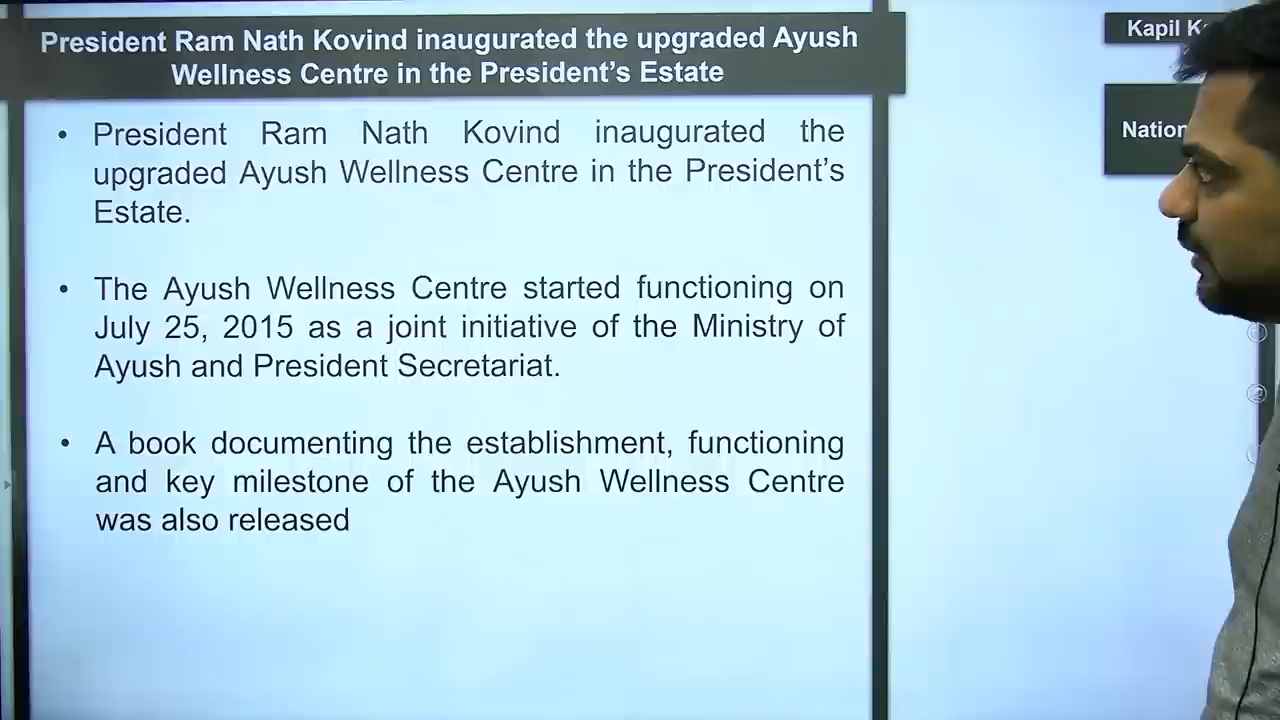 President Ram Nath Kovind inaugurated the upgraded Ayush
Wellness Centre in the President's Estate
Kapil
• President Ram Nath Kovind inaugurated the
upgraded Ayush Wellness Centre in the President's
Estate.
• The Ayush Wellness Centre started functioning on
July 25, 2015 as a joint initiative of the Ministry of
Ayush and President Secretariat.
• A book documenting the establishment, functioning
and key milestone of the Ayush Wellness Centre
was also released